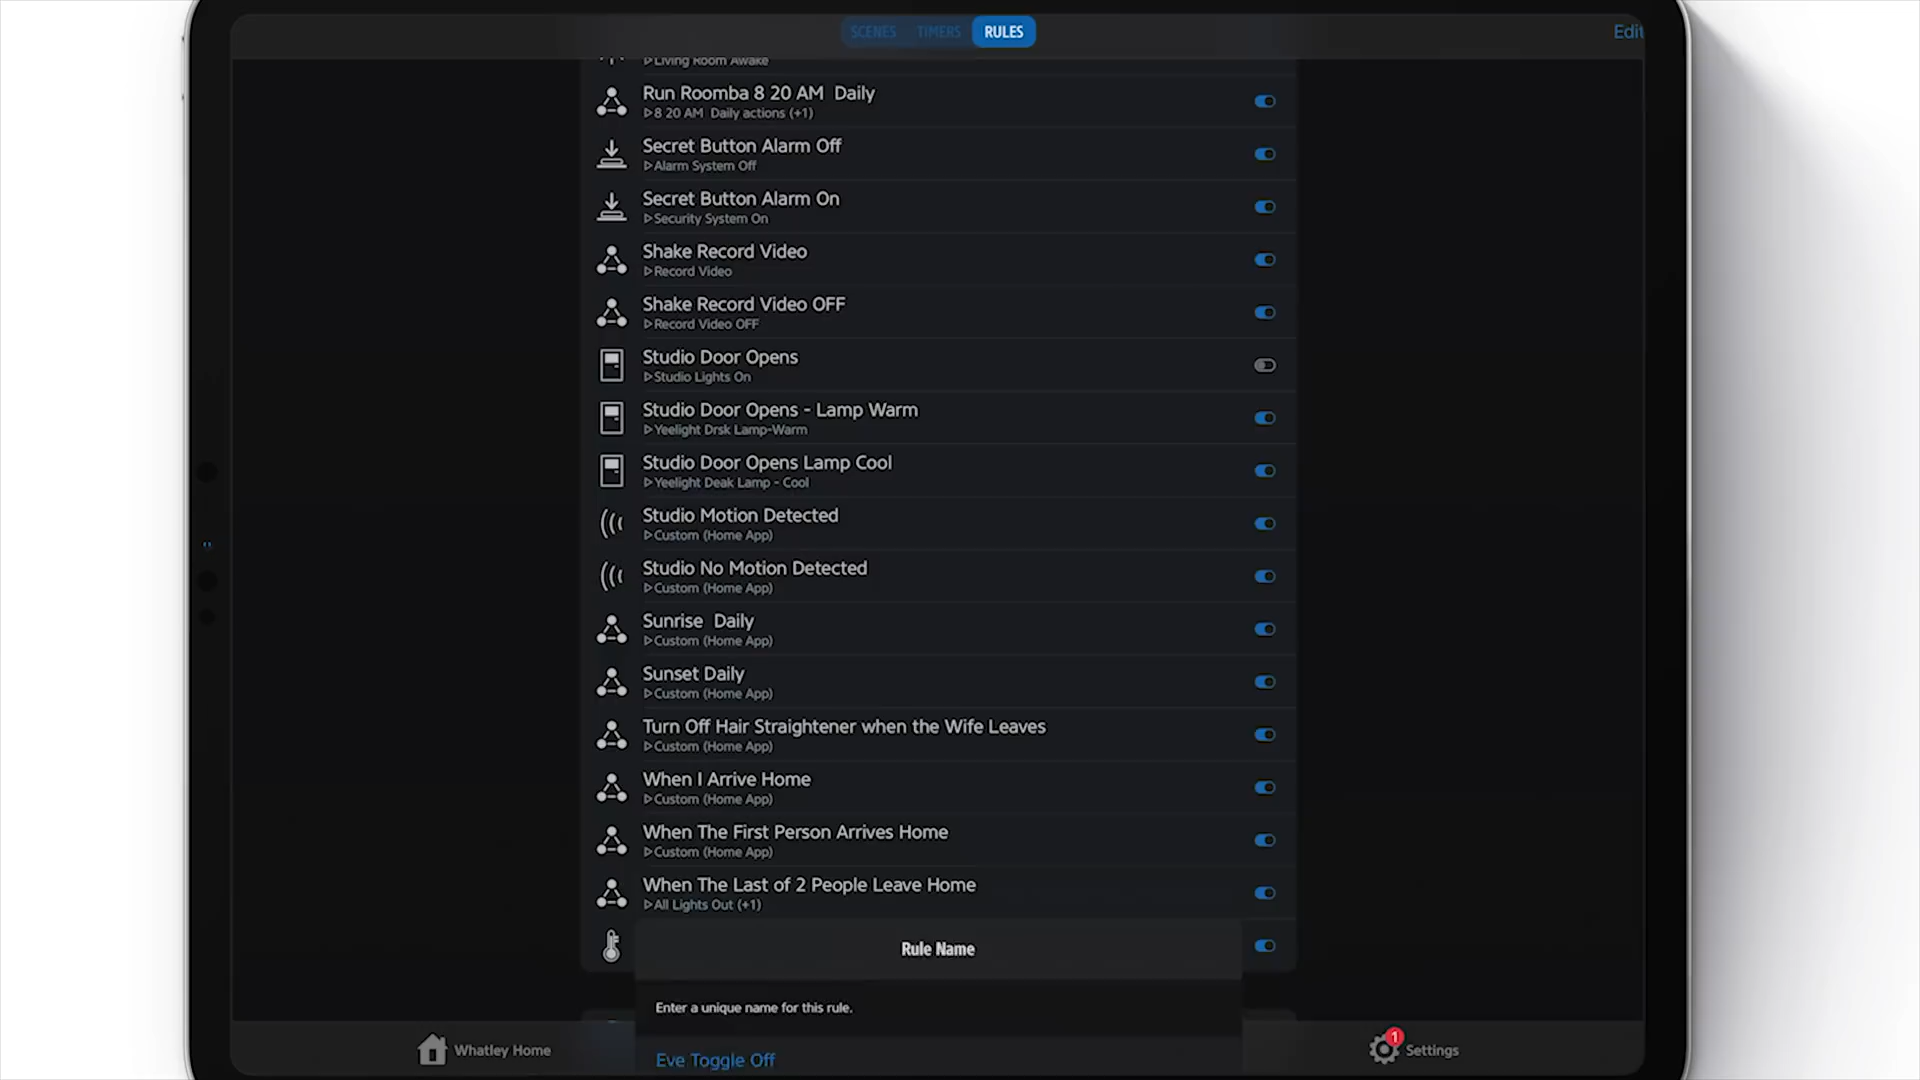 SCENES TIMERS RULES Edit
▷Living Room Awake
Run Roomba 8 20 AM  Daily
▷8 20 AM  Daily actions (+1)
Secret Button Alarm Off
▷Alarm System Off
Secret Button Alarm On
▷Security System On
Shake Record Video
▷Record Video
Shake Record Video OFF
▷Record Video OFF
Studio Door Opens
▷Studio Lights On
Studio Door Opens - Lamp Warm
▷Yeelight Drsk Lamp-Warm
Studio Door Opens Lamp Cool
▷Yeelight Deak Lamp - Cool
Studio Motion Detected
▷Custom (Home App)
Studio No Motion Detected
▷Custom (Home App)
Sunrise  Daily
▷Custom (Home App)
Sunset Daily
▷Custom (Home App)
Turn Off Hair Straightener when the Wife Leaves
▷Custom (Home App)
When I Arrive Home
▷Custom (Home App)
When The First Person Arrives Home
▷Custom (Home App)
When The Last of 2 People Leave Home
▷All Lights Out (+1)
Rule Name
Enter a unique name for this rule.
Eve Toggle Off
Whatley Home
1
Settings